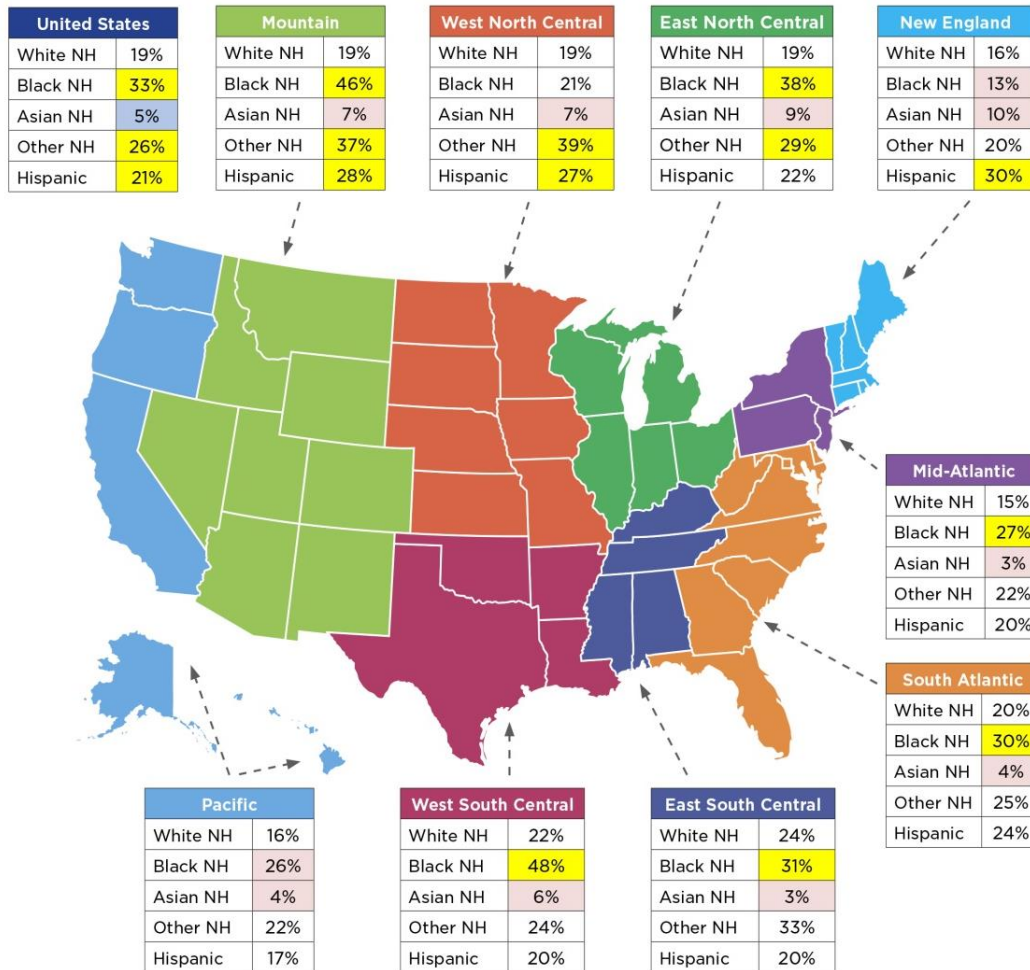 United States
White NH 19%
Black NH 33%
Asian NH 5%
Other NH 26%
Hispanic 21%
Mountain
White NH 19%
Black NH 46%
Asian NH 7%
Other NH 37%
Hispanic 28%
West North Central
White NH 19%
Black NH 21%
Asian NH 7%
Other NH 39%
Hispanic 27%
East North Central
White NH 19%
Black NH 38%
Asian NH 9%
Other NH 29%
Hispanic 22%
New England
White NH 16%
Black NH 13%
Asian NH 10%
Other NH 20%
Hispanic 30%
Mid-Atlantic
White NH 15%
Black NH 27%
Asian NH 3%
Other NH 22%
Hispanic 20%
South Atlantic
White NH 20%
Black NH 30%
Asian NH 4%
Other NH 25%
Hispanic 24%
Pacific
White NH 16%
Black NH 26%
Asian NH 4%
Other NH 22%
Hispanic 17%
West South Central
White NH 22%
Black NH 48%
Asian NH 6%
Other NH 24%
Hispanic 20%
East South Central
White NH 24%
Black NH 31%
Asian NH 3%
Other NH 33%
Hispanic 20%